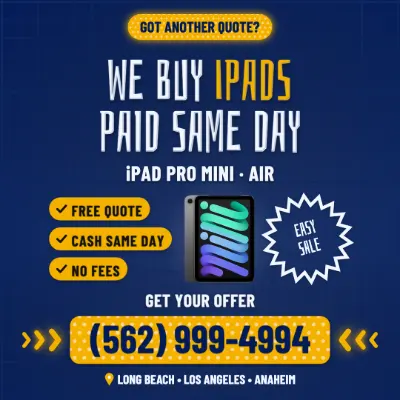 GOT ANOTHER QUOTE?
WE BUY IPADS
PAID SAME DAY
iPAD PRO MINI · AIR
FREE QUOTE
CASH SAME DAY
NO FEES
EASY
SALE
GET YOUR OFFER
(562) 999-4994
LONG BEACH • LOS ANGELES • ANAHEIM